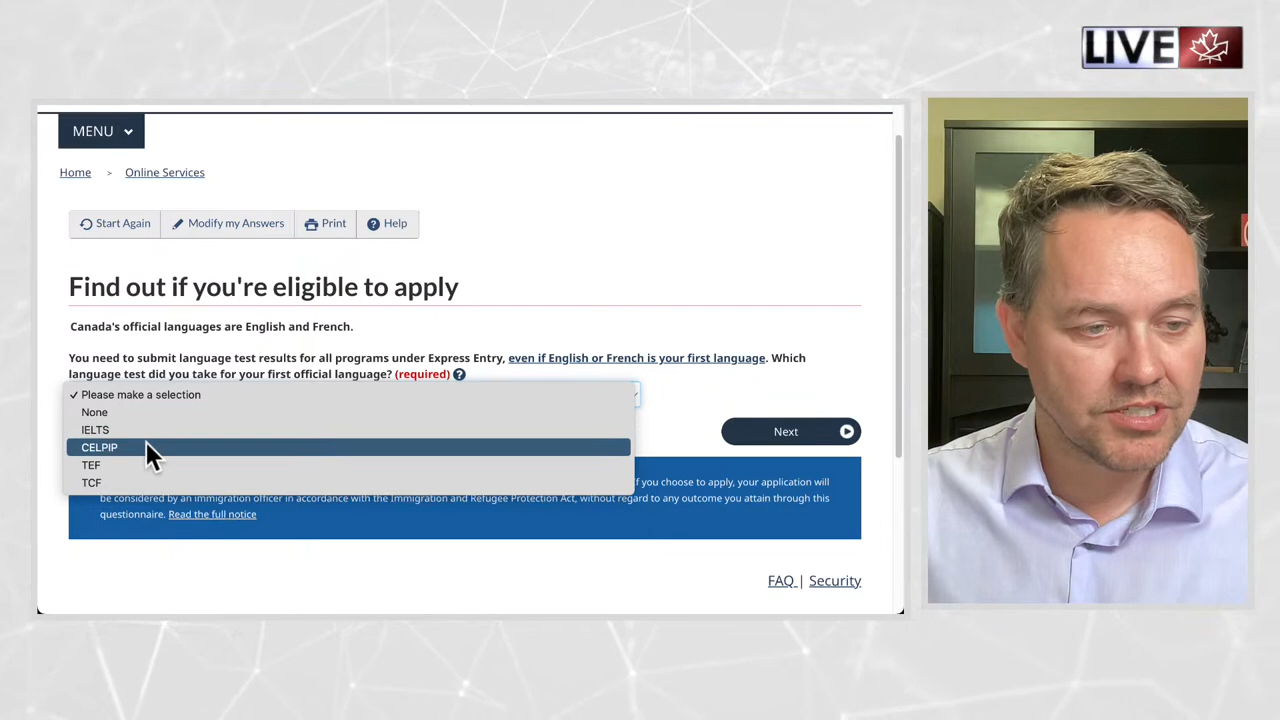 LIVE
MENU
Home > Online Services
Start Again Modify my Answers Print Help
Find out if you're eligible to apply
Canada's official languages are English and French.
You need to submit language test results for all programs under Express Entry, even if English or French is your first language. Which
language test did you take for your first official language? (required)
✓ Please make a selection
None
IELTS
CELPIP
TEF
TCF
Next
f you choose to apply, your application will
be considered by an immigration officer in accordance with the Immigration and Refugee Protection Act, without regard to any outcome you attain through this
questionnaire. Read the full notice
FAQ | Security